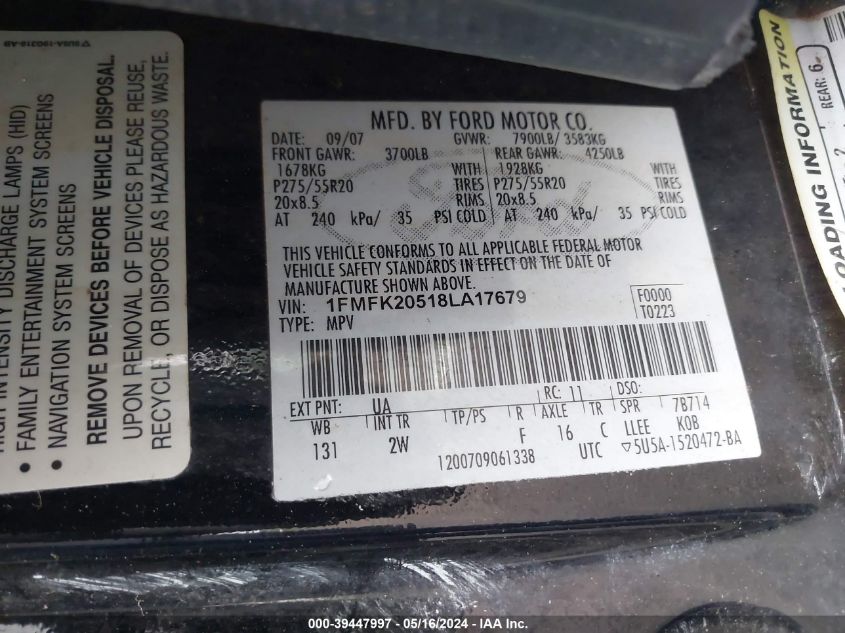 5U5A-19G219-AB
HIGH INTENSITY DISCHARGE LAMPS (HID)
• FAMILY ENTERTAINMENT SYSTEM SCREENS
• NAVIGATION SYSTEM SCREENS
REMOVE DEVICES BEFORE VEHICLE DISPOSAL.
UPON REMOVAL OF DEVICES PLEASE REUSE,
RECYCLE OR DISPOSE AS HAZARDOUS WASTE.
MFD. BY FORD MOTOR CO.
DATE: 09/07 GVWR: 7900LB/ 3583KG
FRONT GAWR: 3700LB REAR GAWR: 4250LB
1678KG WITH 1928KG WITH
P275/55R20 TIRES P275/55R20 TIRES
20x8.5 RIMS 20x8.5 RIMS
AT 240 kPa/ 35 PSI COLD AT 240 kPa/ 35 PSI COLD
Ford
THIS VEHICLE CONFORMS TO ALL APPLICABLE FEDERAL MOTOR
VEHICLE SAFETY STANDARDS IN EFFECT ON THE DATE OF
MANUFACTURE SHOWN ABOVE.
VIN: 1FMFK20518LA17679 F0000
TYPE: MPV T0223
EXT PNT: UA RC: 11 DSO:
WB INT TR TP/PS R AXLE TR SPR 7B714
131 2W F 16 C LLEE K0B
1200709061338 UTC ▽5U5A-1520472-BA
LOADING INFORMATION
REAR: 6
000-39447997 - 05/16/2024 - IAA Inc.